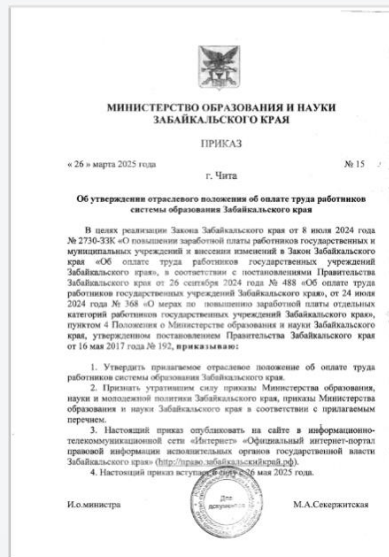 МИНИСТЕРСТВО ОБРАЗОВАНИЯ И НАУКИ
ЗАБАЙКАЛЬСКОГО КРАЯ
ПРИКАЗ
« 26 » марта 2025 года № 15
г. Чита
Об утверждении отраслевого положения об оплате труда работников
системы образования Забайкальского края
В целях реализации Закона Забайкальского края от 8 июля 2024 года
№ 2730-ЗЗК «О повышении заработной платы работников государственных и
муниципальных учреждений и внесения изменений в Закон Забайкальского
края «Об оплате труда работников государственных учреждений
Забайкальского края», в соответствии с постановлениями Правительства
Забайкальского края от 26 сентября 2024 года № 488 «Об оплате труда
работников государственных учреждений Забайкальского края», от 24 июля
2024 года № 368 «О мерах по повышению заработной платы отдельных
категорий работников государственных учреждений Забайкальского края»,
пунктом 4 Положения о Министерстве образования и науки Забайкальского
края, утвержденном постановлением Правительства Забайкальского края
от 16 мая 2017 года № 192, приказываю:
1. Утвердить прилагаемое отраслевое положение об оплате труда
работников системы образования Забайкальского края.
2. Признать утратившими силу приказы Министерства образования,
науки и молодежной политики Забайкальского края, приказы Министерства
образования и науки Забайкальского края в соответствии с прилагаемым
перечнем.
3. Настоящий приказ опубликовать на сайте в информационно-
телекоммуникационной сети «Интернет» «Официальный интернет-портал
правовой информации исполнительных органов государственной власти
Забайкальского края» (http://право.забайкальскийкрай.рф).
4. Настоящий приказ вступает в силу с 26 мая 2025 года.
Для
документов
И.о.министра М.А.Секержитская